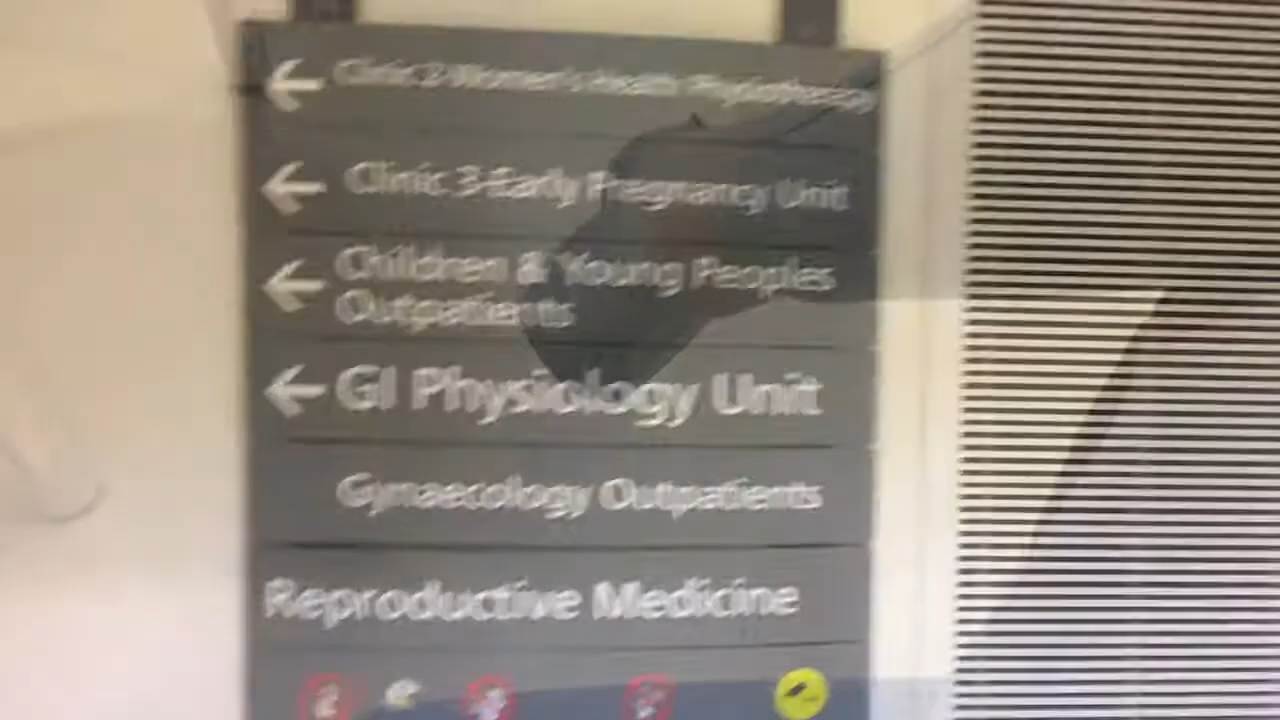 Clinic 2 Women's Health Physiotherapy
Clinic 3-Early Pregnancy Unit
Children & Young Peoples
Outpatients
GI Physiology Unit
Gynaecology Outpatients
Reproductive Medicine